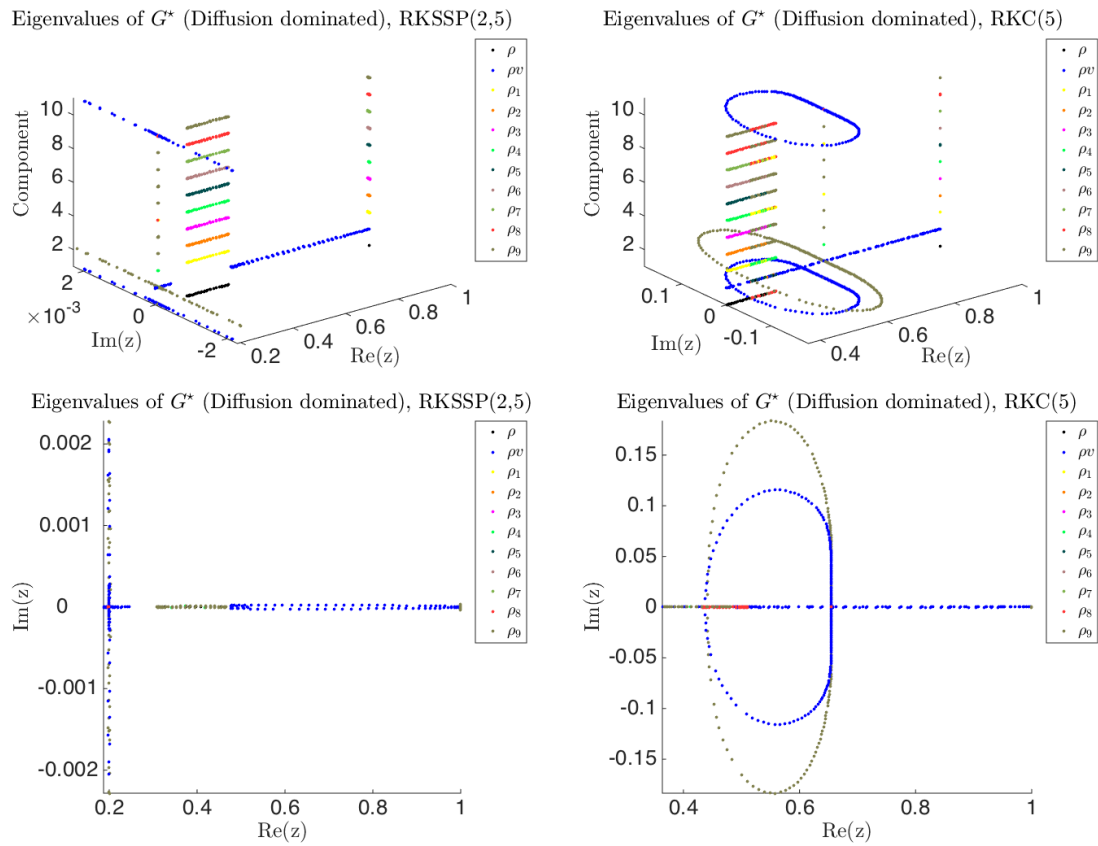 Eigenvalues of G⋆ (Diffusion dominated), RKSSP(2,5)
Component
10
8
6
4
2
2
0
-2
×10⁻³
Im(z)
0.2
0.4
0.6
0.8
1
Re(z)
ρ
ρv
ρ₁
ρ₂
ρ₃
ρ₄
ρ₅
ρ₆
ρ₇
ρ₈
ρ₉
Eigenvalues of G⋆ (Diffusion dominated), RKC(5)
Component
10
8
6
4
2
0.1
0
-0.1
Im(z)
0.4
0.6
0.8
1
Re(z)
ρ
ρv
ρ₁
ρ₂
ρ₃
ρ₄
ρ₅
ρ₆
ρ₇
ρ₈
ρ₉
Eigenvalues of G⋆ (Diffusion dominated), RKSSP(2,5)
Im(z)
0.002
0.001
0
-0.001
-0.002
0.2
0.4
0.6
0.8
1
Re(z)
ρ
ρv
ρ₁
ρ₂
ρ₃
ρ₄
ρ₅
ρ₆
ρ₇
ρ₈
ρ₉
Eigenvalues of G⋆ (Diffusion dominated), RKC(5)
Im(z)
0.15
0.1
0.05
0
-0.05
-0.1
-0.15
0.4
0.6
0.8
1
Re(z)
ρ
ρv
ρ₁
ρ₂
ρ₃
ρ₄
ρ₅
ρ₆
ρ₇
ρ₈
ρ₉